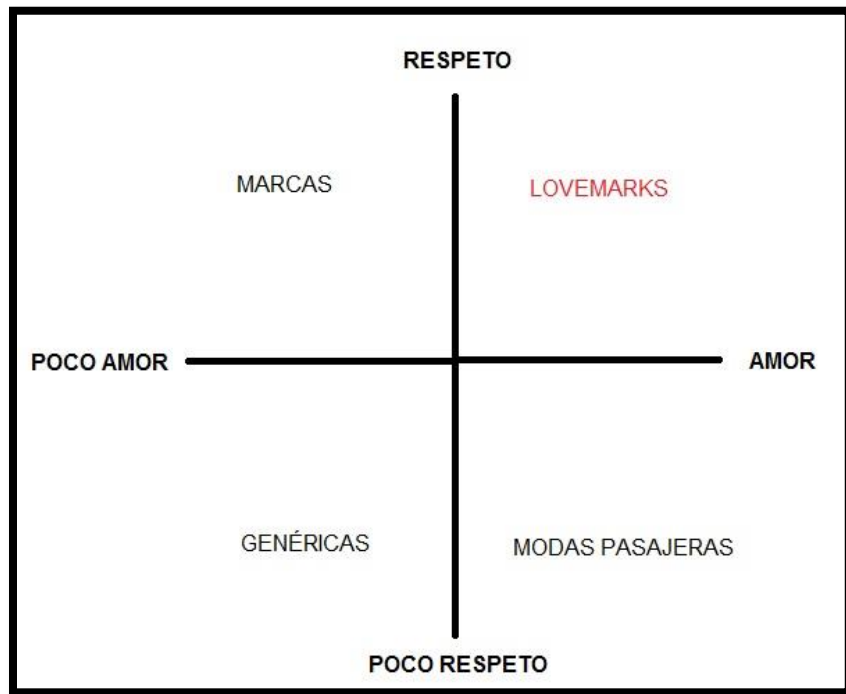 RESPETO
MARCAS
LOVEMARKS
POCO AMOR
AMOR
GENÉRICAS
MODAS PASAJERAS
POCO RESPETO